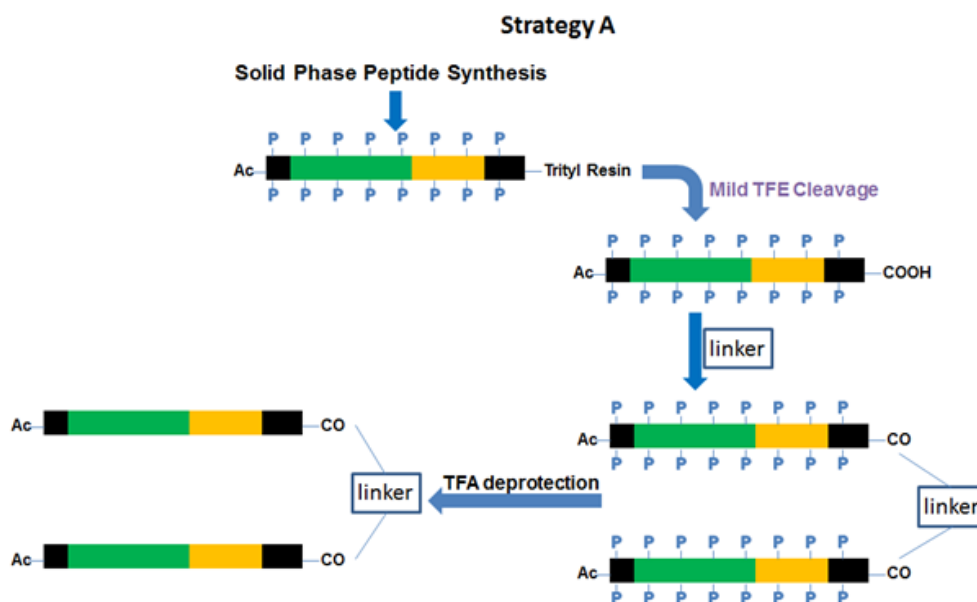 Strategy A
Solid Phase Peptide Synthesis
P P P P P P P P
Ac Trityl Resin
P P P P P P P P
Mild TFE Cleavage
P P P P P P P P
Ac COOH
P P P P P P P P
linker
P P P P P P P P
Ac CO Ac CO
P P P P P P P P
TFA deprotection
linker linker
P P P P P P P P
Ac CO Ac CO
P P P P P P P P